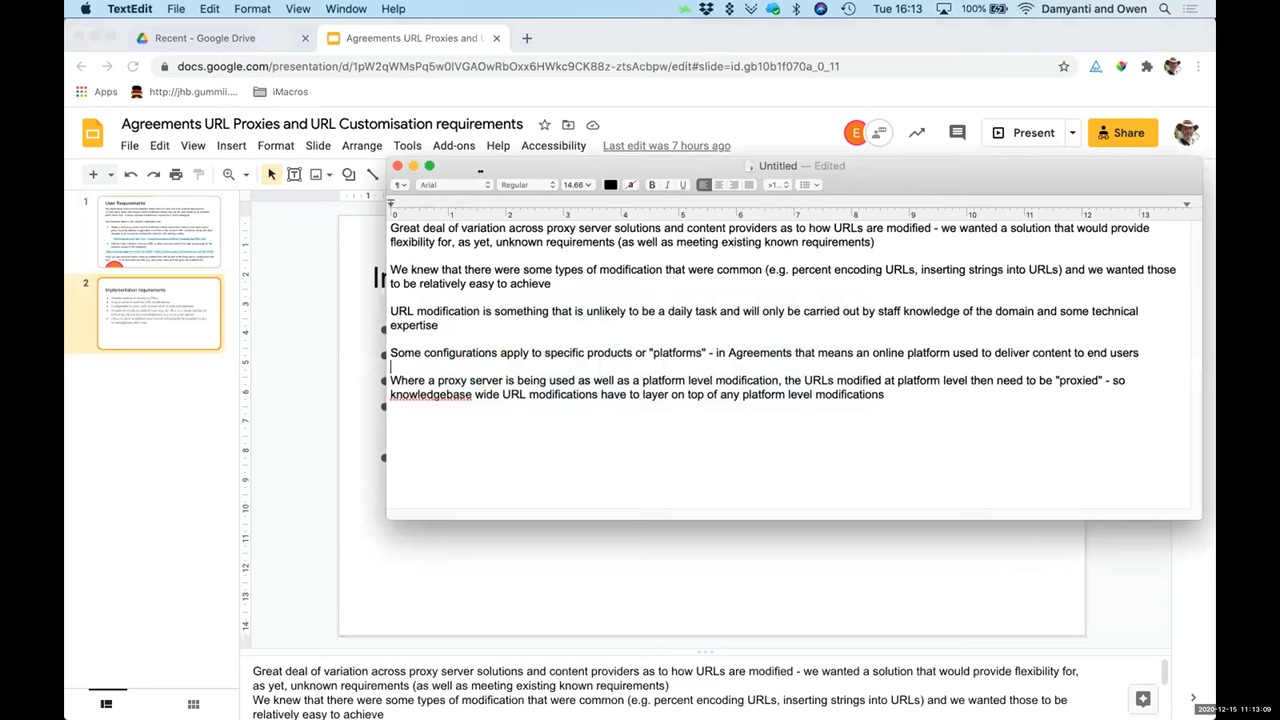 TextEdit File Edit Format View Window Help
Tue 16:13 100% Damyanti and Owen
Recent - Google Drive
Agreements URL Proxies and U
docs.google.com/presentation/d/1pW2qWMsPq5w0IVGAOwRbOxx6HWkG9CK88z-ztsAcbpw/edit#slide=id.gb10b1f070a_0_11
Apps http://jhb.gummii.... iMacros
Agreements URL Proxies and URL Customisation requirements
E Present Share
File Edit View Insert Format Slide Arrange Tools Add-ons Help Accessibility Last edit was 7 hours ago
Untitled — Edited
Arial Regular 14.66 B I U
1
User Requirements
2
Implementation requirements
Great deal of variation across proxy server solutions and content providers as to how URLs are modified - we wanted a solution that would provide
flexibility for, as yet, unknown requirements as well as meeting existing known requirements
We knew that there were some types of modification that were common (e.g. percent encoding URLs, inserting strings into URLs) and we wanted those
to be relatively easy to achieve
URL modification is something that is unlikely to be a daily task and will only be carried out by staff knowledge of the domain and some technical
expertise
Some configurations apply to specific products or "platforms" - in Agreements that means an online platform used to deliver content to end users
Where a proxy server is being used as well as a platform level modification, the URLs modified at platform level then need to be "proxied" - so
knowledgebase wide URL modifications have to layer on top of any platform level modifications
Great deal of variation across proxy server solutions and content providers as to how URLs are modified - we wanted a solution that would provide flexibility for,
as yet, unknown requirements (as well as meeting existing known requirements)
We knew that there were some types of modification that were common (e.g. percent encoding URLs, inserting strings into URLs) and we wanted those to be
relatively easy to achieve
2020-12-15 11:13:09